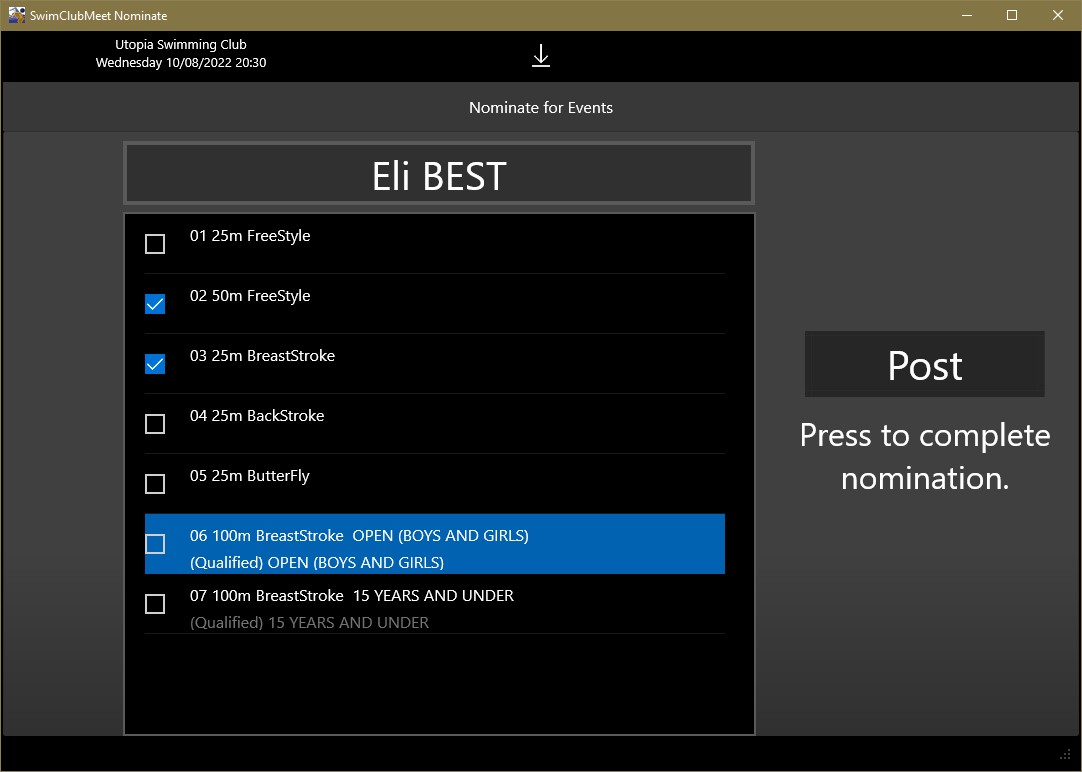 SwimClubMeet Nominate
Utopia Swimming Club
Wednesday 10/08/2022 20:30
Nominate for Events
Eli BEST
01 25m FreeStyle
02 50m FreeStyle
03 25m BreastStroke
04 25m BackStroke
05 25m ButterFly
06 100m BreastStroke  OPEN (BOYS AND GIRLS)
(Qualified) OPEN (BOYS AND GIRLS)
07 100m BreastStroke  15 YEARS AND UNDER
(Qualified) 15 YEARS AND UNDER
Post
Press to complete
nomination.